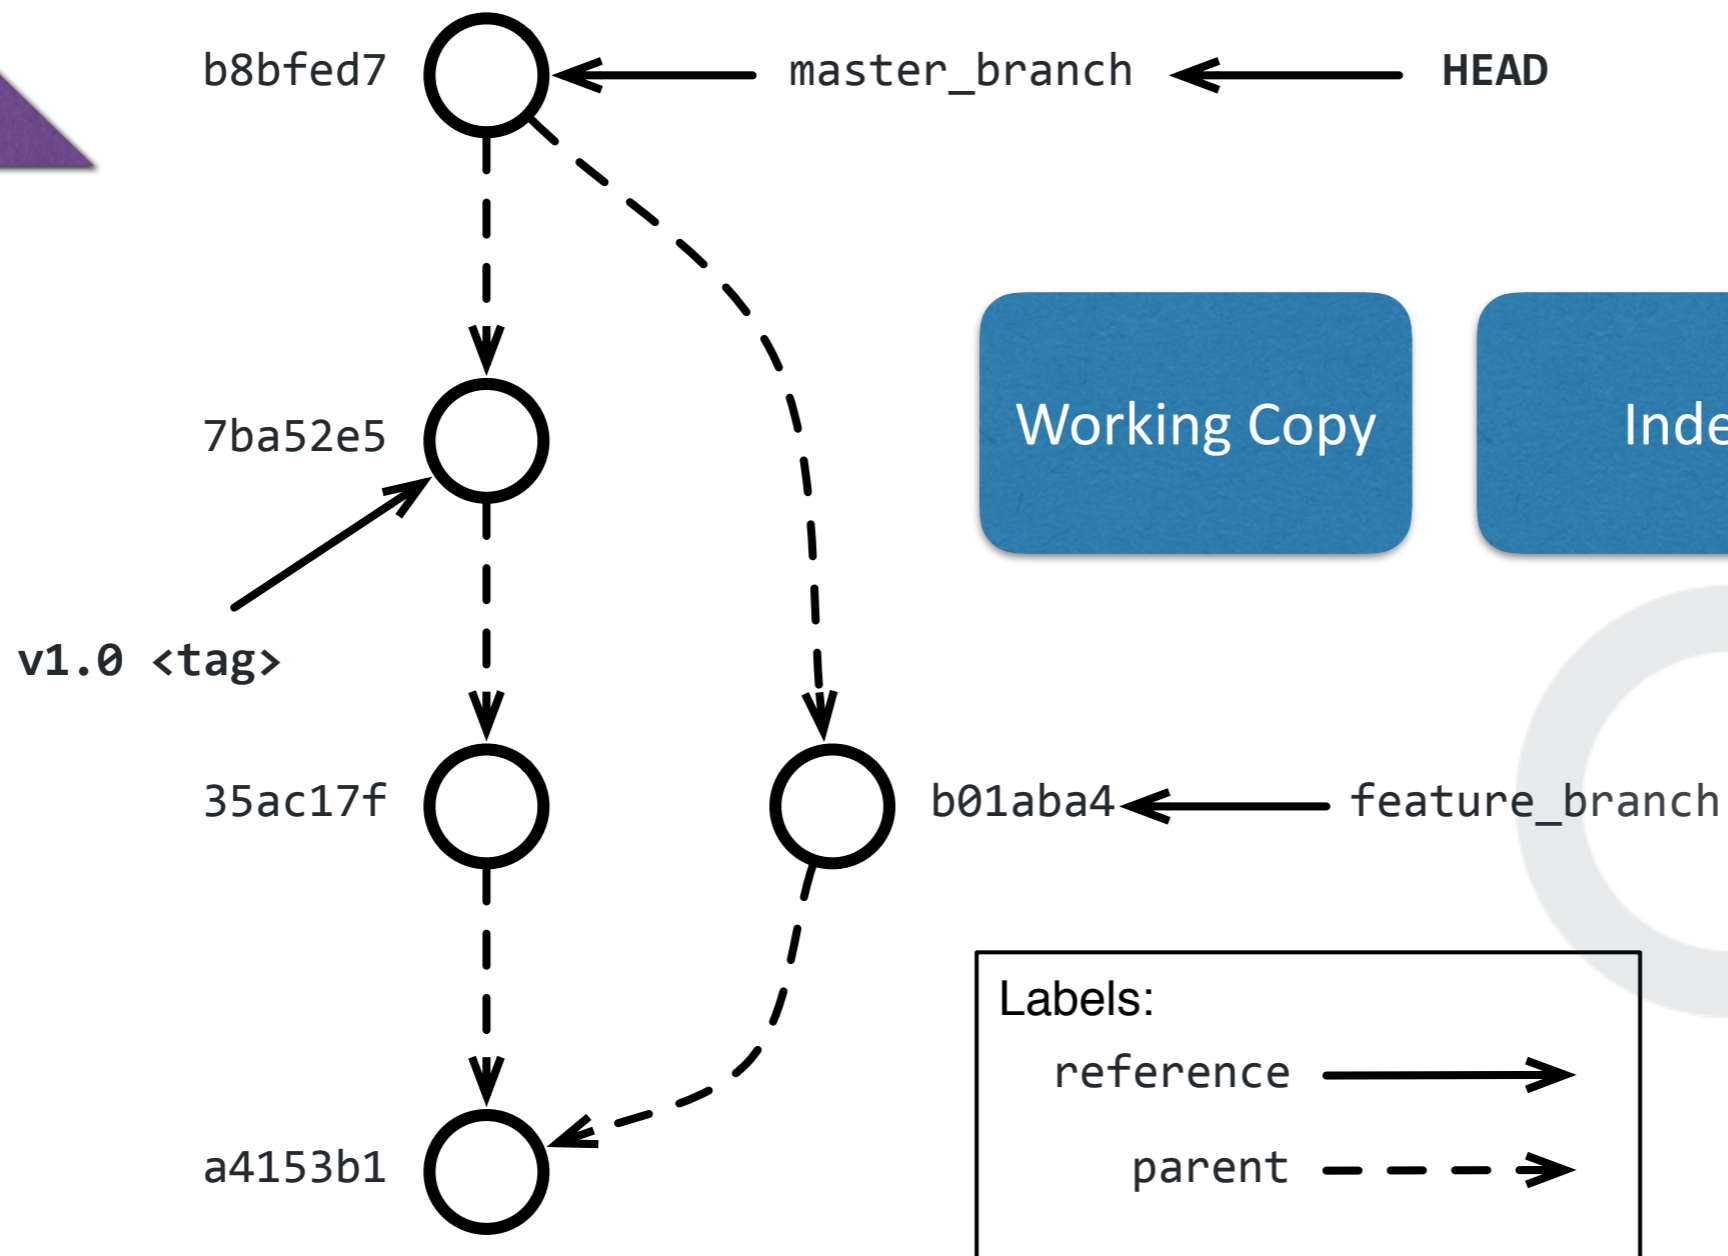 b8bfed7 master_branch HEAD
7ba52e5 Working Copy
v1.0 <tag>
35ac17f b01aba4 feature_branch
Labels:
reference
a4153b1 parent